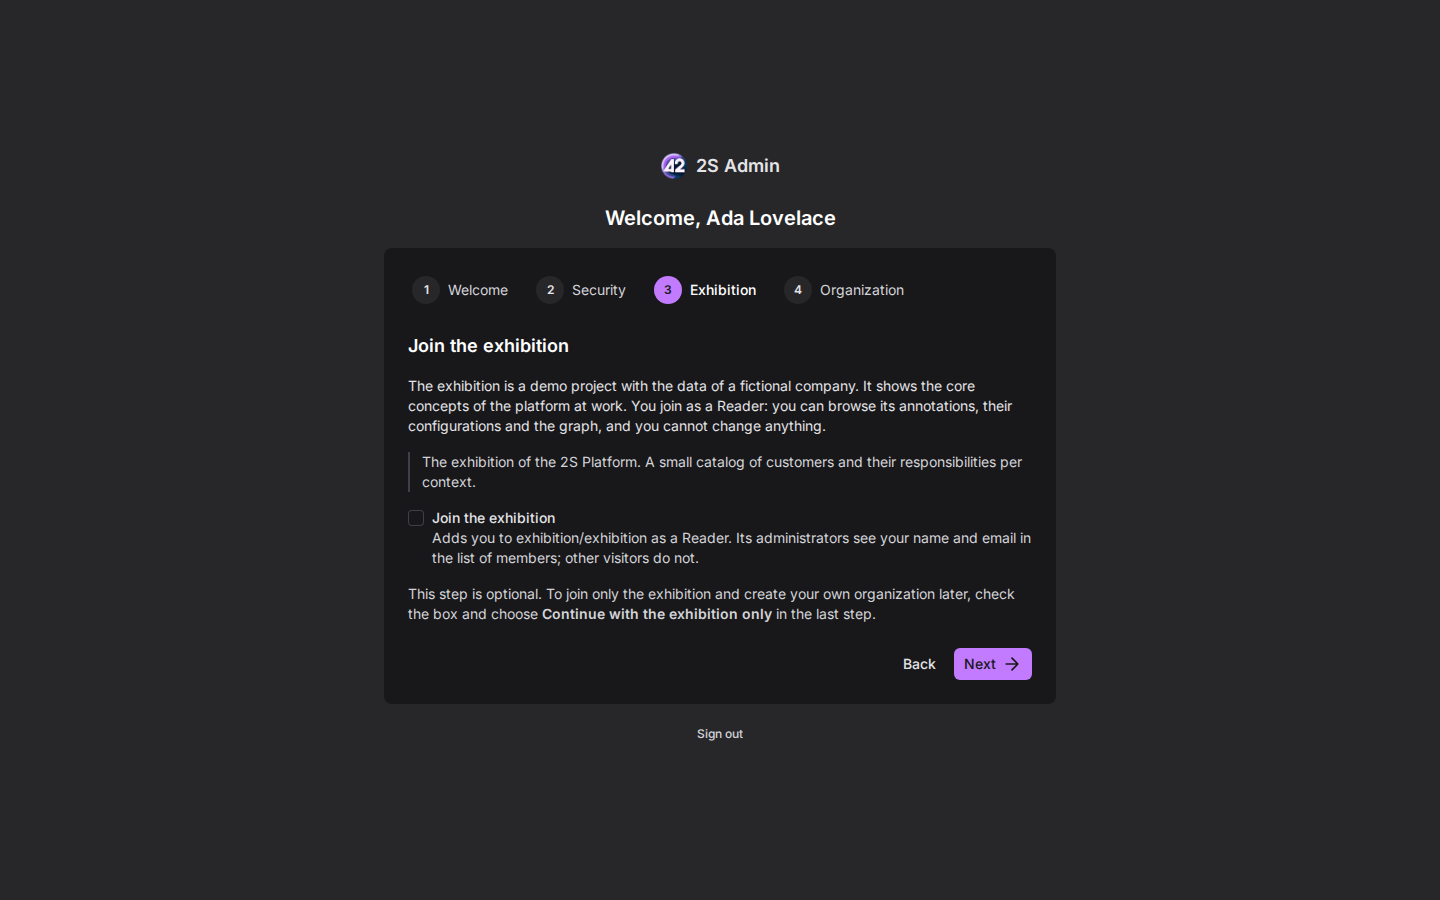 42 2S Admin
Welcome, Ada Lovelace
1 Welcome 2 Security 3 Exhibition 4 Organization
Join the exhibition
The exhibition is a demo project with the data of a fictional company. It shows the core
concepts of the platform at work. You join as a Reader: you can browse its annotations, their
configurations and the graph, and you cannot change anything.
The exhibition of the 2S Platform. A small catalog of customers and their responsibilities per
context.
Join the exhibition
Adds you to exhibition/exhibition as a Reader. Its administrators see your name and email in
the list of members; other visitors do not.
This step is optional. To join only the exhibition and create your own organization later, check
the box and choose Continue with the exhibition only in the last step.
Back Next
Sign out